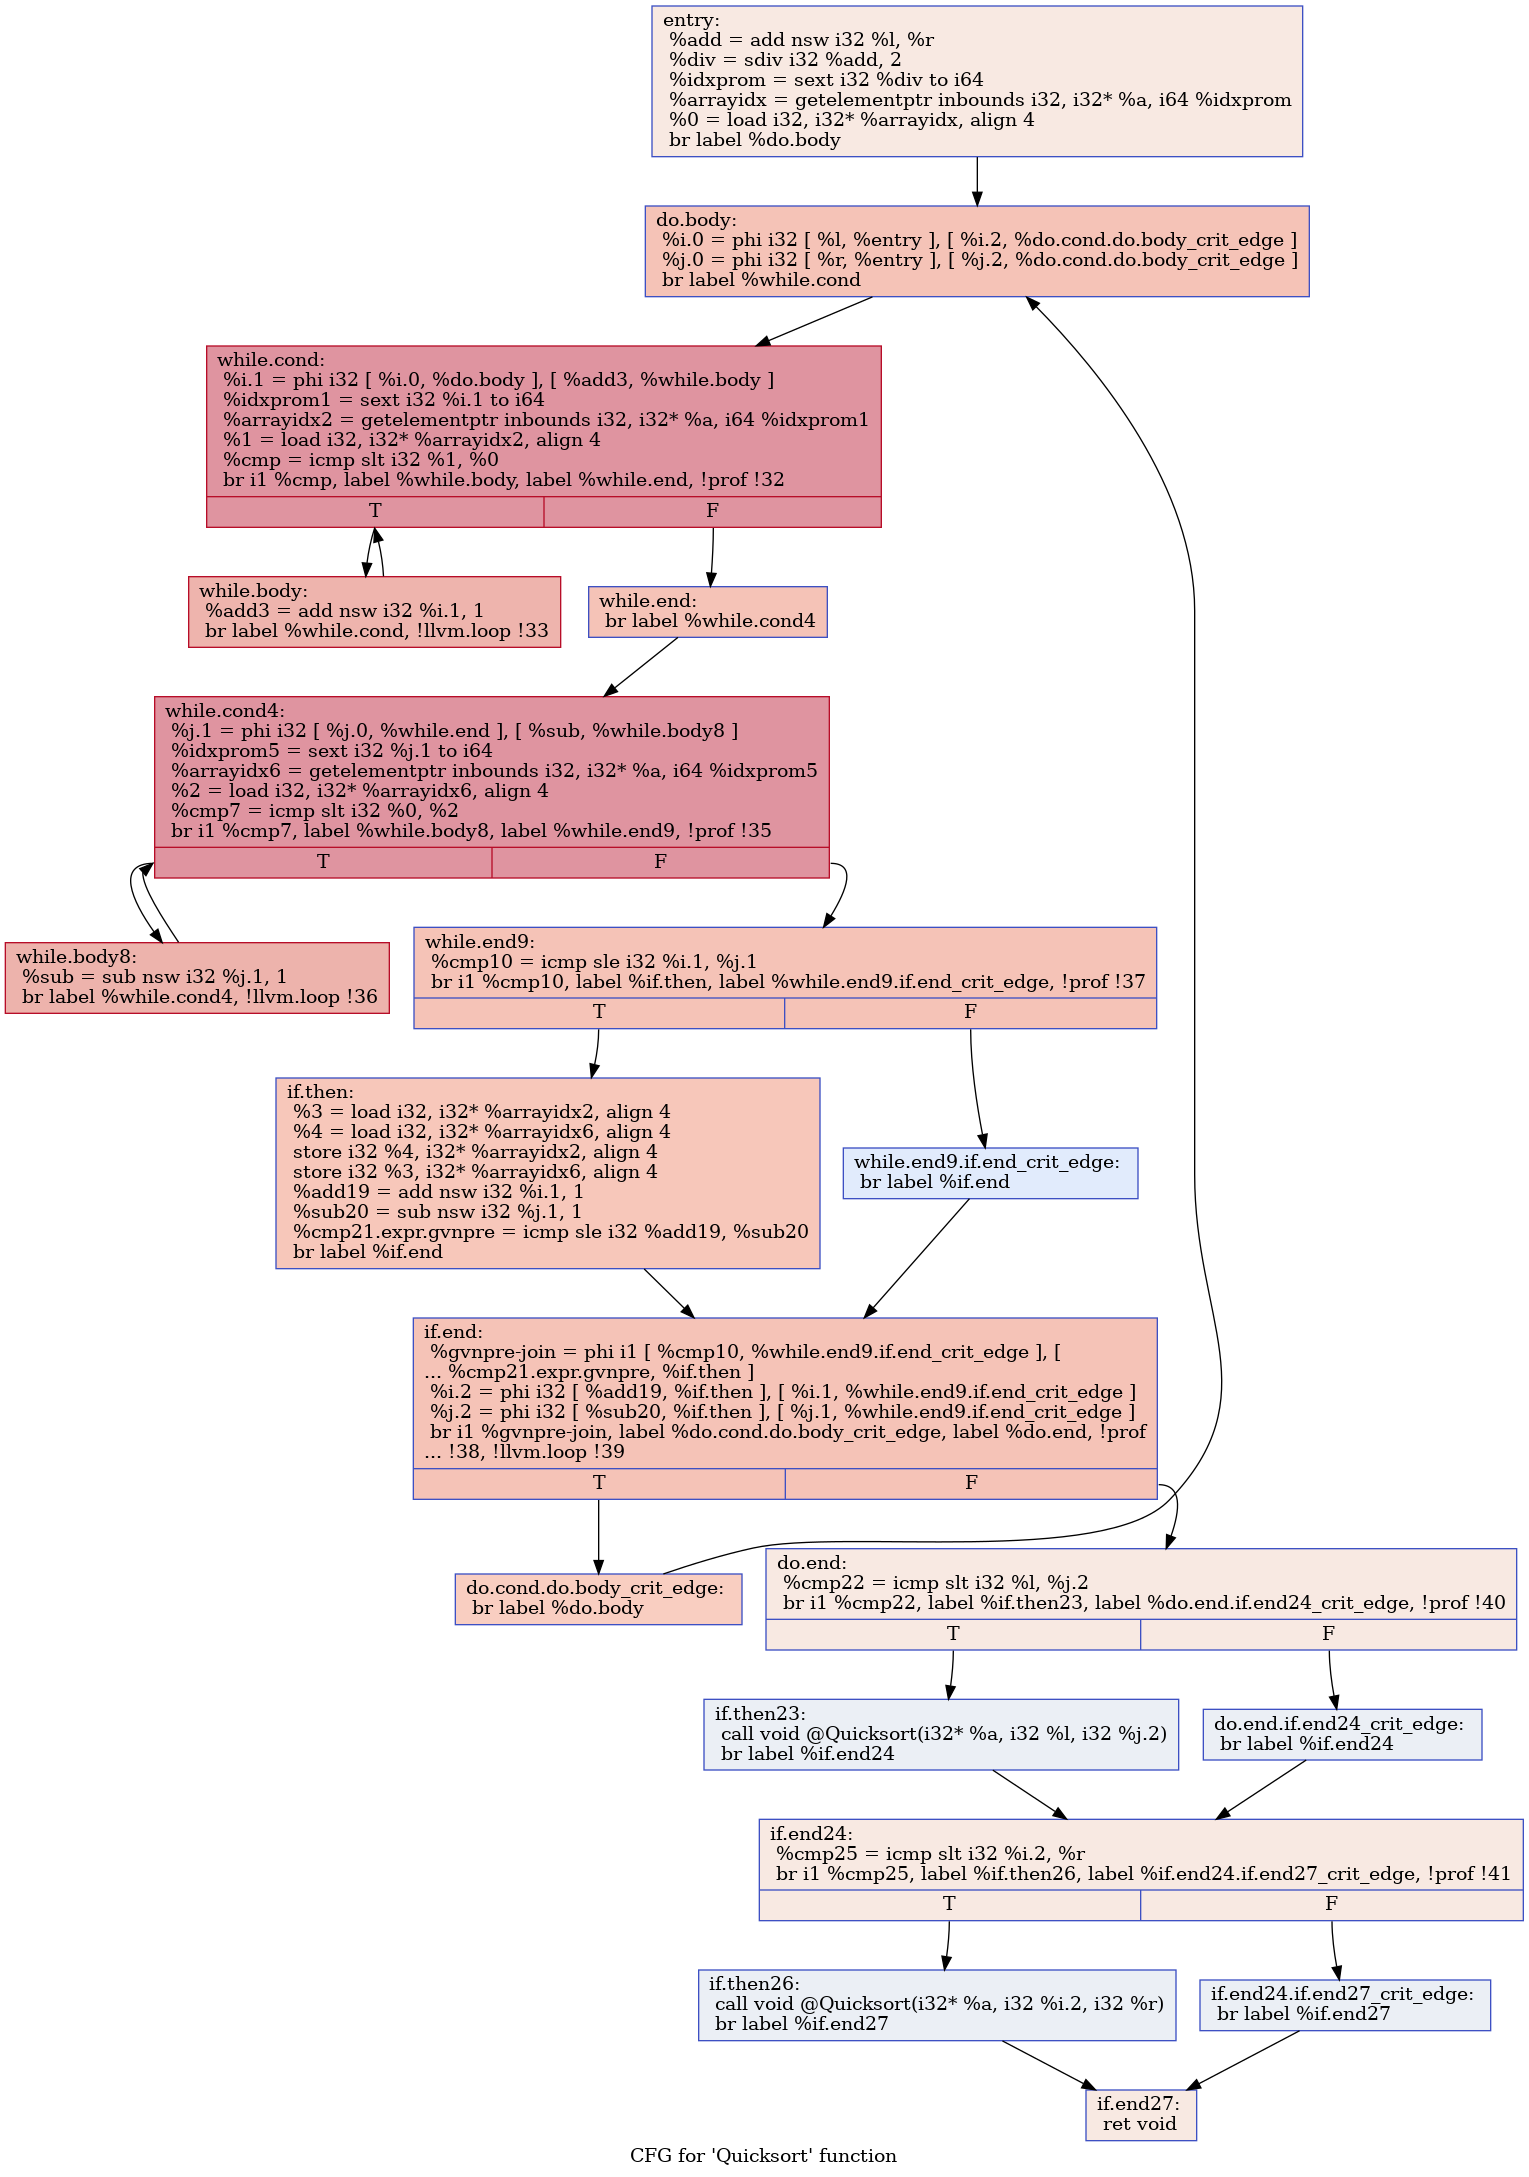 entry:
%add = add nsw i32 %l, %r
%div = sdiv i32 %add, 2
%idxprom = sext i32 %div to i64
%arrayidx = getelementptr inbounds i32, i32* %a, i64 %idxprom
%0 = load i32, i32* %arrayidx, align 4
br label %do.body
do.body:
%i.0 = phi i32 [ %l, %entry ], [ %i.2, %do.cond.do.body_crit_edge ]
%j.0 = phi i32 [ %r, %entry ], [ %j.2, %do.cond.do.body_crit_edge ]
br label %while.cond
while.cond:
%i.1 = phi i32 [ %i.0, %do.body ], [ %add3, %while.body ]
%idxprom1 = sext i32 %i.1 to i64
%arrayidx2 = getelementptr inbounds i32, i32* %a, i64 %idxprom1
%1 = load i32, i32* %arrayidx2, align 4
%cmp = icmp slt i32 %1, %0
br i1 %cmp, label %while.body, label %while.end, !prof !32
T
F
while.body:
%add3 = add nsw i32 %i.1, 1
br label %while.cond, !llvm.loop !33
while.end:
br label %while.cond4
while.cond4:
%j.1 = phi i32 [ %j.0, %while.end ], [ %sub, %while.body8 ]
%idxprom5 = sext i32 %j.1 to i64
%arrayidx6 = getelementptr inbounds i32, i32* %a, i64 %idxprom5
%2 = load i32, i32* %arrayidx6, align 4
%cmp7 = icmp slt i32 %0, %2
br i1 %cmp7, label %while.body8, label %while.end9, !prof !35
T
F
while.body8:
%sub = sub nsw i32 %j.1, 1
br label %while.cond4, !llvm.loop !36
while.end9:
%cmp10 = icmp sle i32 %i.1, %j.1
br i1 %cmp10, label %if.then, label %while.end9.if.end_crit_edge, !prof !37
T
F
if.then:
%3 = load i32, i32* %arrayidx2, align 4
%4 = load i32, i32* %arrayidx6, align 4
store i32 %4, i32* %arrayidx2, align 4
store i32 %3, i32* %arrayidx6, align 4
%add19 = add nsw i32 %i.1, 1
%sub20 = sub nsw i32 %j.1, 1
%cmp21.expr.gvnpre = icmp sle i32 %add19, %sub20
br label %if.end
while.end9.if.end_crit_edge:
br label %if.end
if.end:
%gvnpre-join = phi i1 [ %cmp10, %while.end9.if.end_crit_edge ], [
... %cmp21.expr.gvnpre, %if.then ]
%i.2 = phi i32 [ %add19, %if.then ], [ %i.1, %while.end9.if.end_crit_edge ]
%j.2 = phi i32 [ %sub20, %if.then ], [ %j.1, %while.end9.if.end_crit_edge ]
br i1 %gvnpre-join, label %do.cond.do.body_crit_edge, label %do.end, !prof
... !38, !llvm.loop !39
T
F
do.cond.do.body_crit_edge:
br label %do.body
do.end:
%cmp22 = icmp slt i32 %l, %j.2
br i1 %cmp22, label %if.then23, label %do.end.if.end24_crit_edge, !prof !40
T
F
if.then23:
call void @Quicksort(i32* %a, i32 %l, i32 %j.2)
br label %if.end24
do.end.if.end24_crit_edge:
br label %if.end24
if.end24:
%cmp25 = icmp slt i32 %i.2, %r
br i1 %cmp25, label %if.then26, label %if.end24.if.end27_crit_edge, !prof !41
T
F
if.then26:
call void @Quicksort(i32* %a, i32 %i.2, i32 %r)
br label %if.end27
if.end24.if.end27_crit_edge:
br label %if.end27
if.end27:
ret void
CFG for 'Quicksort' function